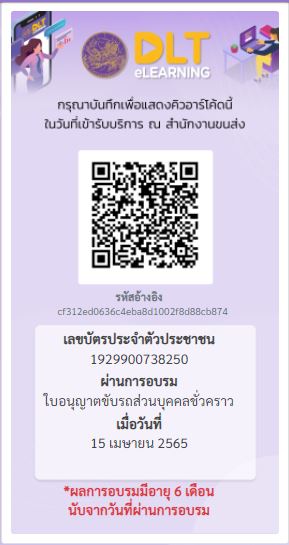 DLT
eLEARNING
กรุณาบันทึกเพื่อแสดงคิวอาร์โค้ดนี้
ในวันที่เข้ารับบริการ ณ สำนักงานขนส่ง
รหัสอ้างอิง
cf312ed0636c4eba8d1002f8d88cb874
เลขบัตรประจำตัวประชาชน
1929900738250
ผ่านการอบรม
ใบอนุญาตขับรถส่วนบุคคลชั่วคราว
เมื่อวันที่
15 เมษายน 2565
*ผลการอบรมมีอายุ 6 เดือน
นับจากวันที่ผ่านการอบรม